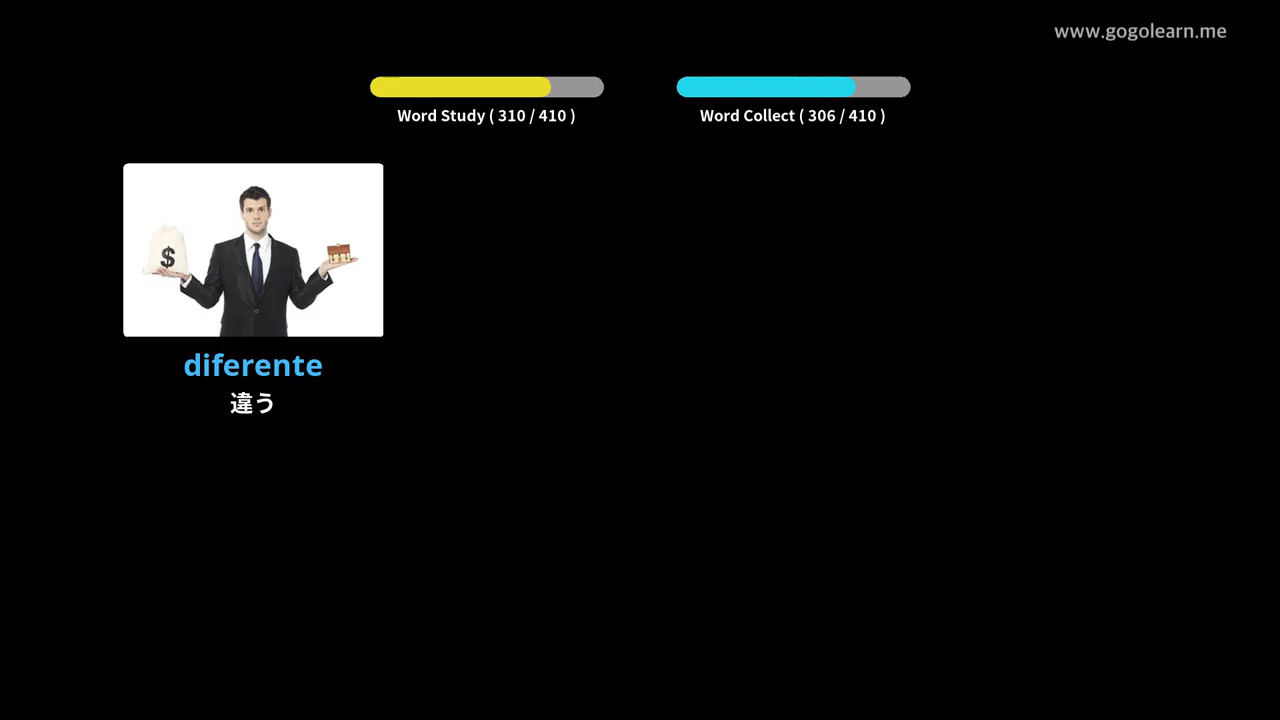 www.gogolearn.me
Word Study ( 310 / 410 )
Word Collect ( 306 / 410 )
$
diferente
違う